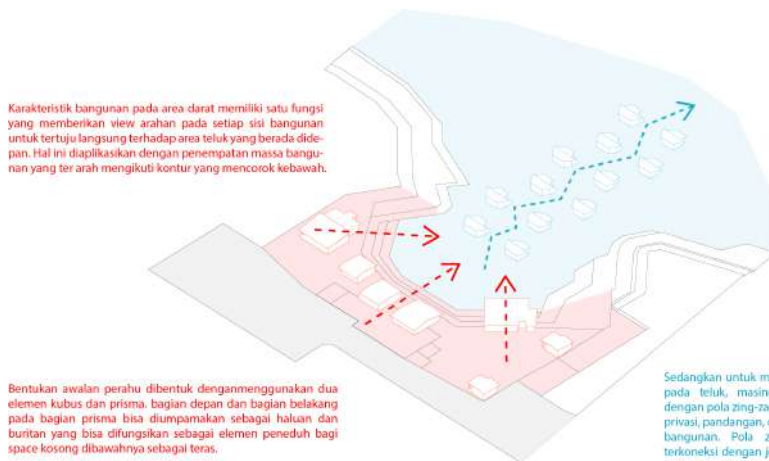 Karakteristik bangunan pada area darat memiliki satu fungsi
yang memberikan view arahan pada setiap sisi bangunan
untuk tertuju langsung terhadap area teluk yang berada dide-
pan. Hal ini diaplikasikan dengan penempatan massa bangu-
nan yang ter arah mengikuti kontur yang mencorok kebawah.
Bentukan awalan perahu dibentuk denganmenggunakan dua
elemen kubus dan prisma. bagian depan dan bagian belakang
pada bagian prisma bisa diumpamakan sebagai haluan dan
buritan yang bisa difungsikan sebagai elemen peneduh bagi
space kosong dibawahnya sebagai teras.
Sedangkan untuk
pada teluk,
dengan pola
privasi, pandangan,
bangunan. Pola
terkoneksi dengan